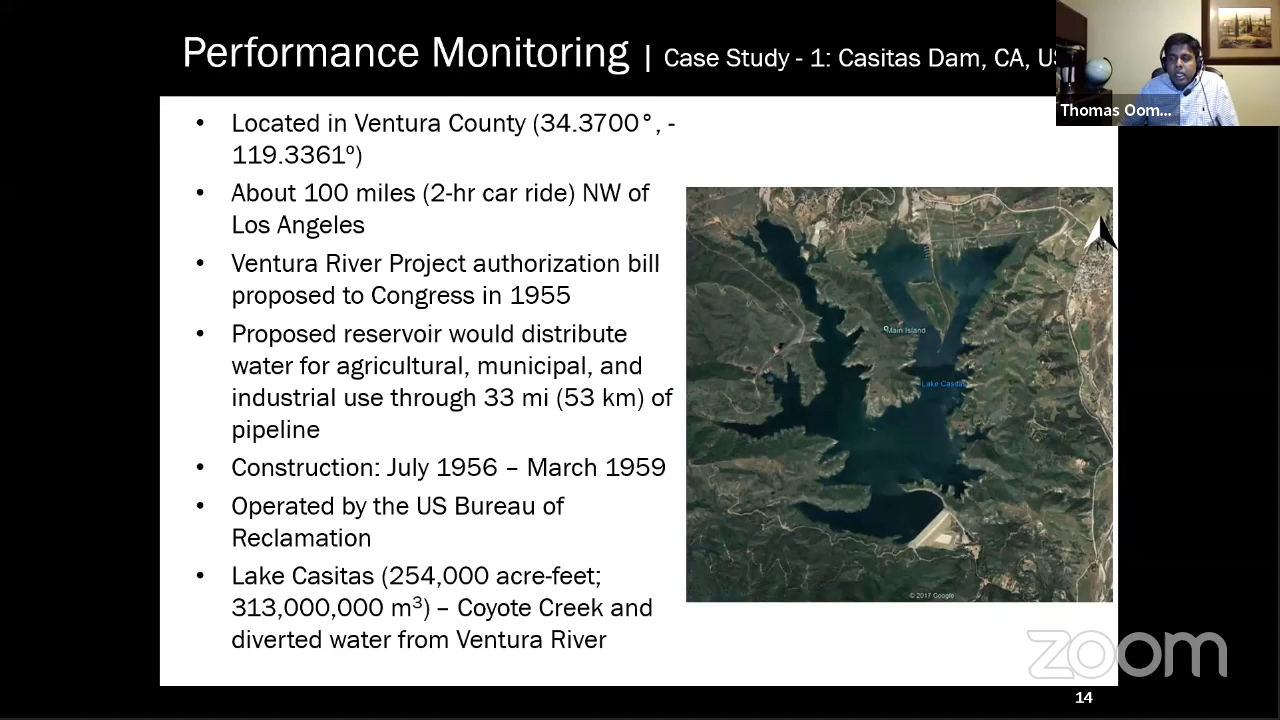 Performance Monitoring | Case Study - 1: Casitas Dam, CA, US
Thomas Oom...
• Located in Ventura County (34.3700°, -
119.3361º)
• About 100 miles (2-hr car ride) NW of
Los Angeles
• Ventura River Project authorization bill
proposed to Congress in 1955
• Proposed reservoir would distribute
water for agricultural, municipal, and
industrial use through 33 mi (53 km) of
pipeline
• Construction: July 1956 – March 1959
• Operated by the US Bureau of
Reclamation
• Lake Casitas (254,000 acre-feet;
313,000,000 m³) – Coyote Creek and
diverted water from Ventura River
N
Main Island
Lake Casitas
© 2017 Google
zoom
14